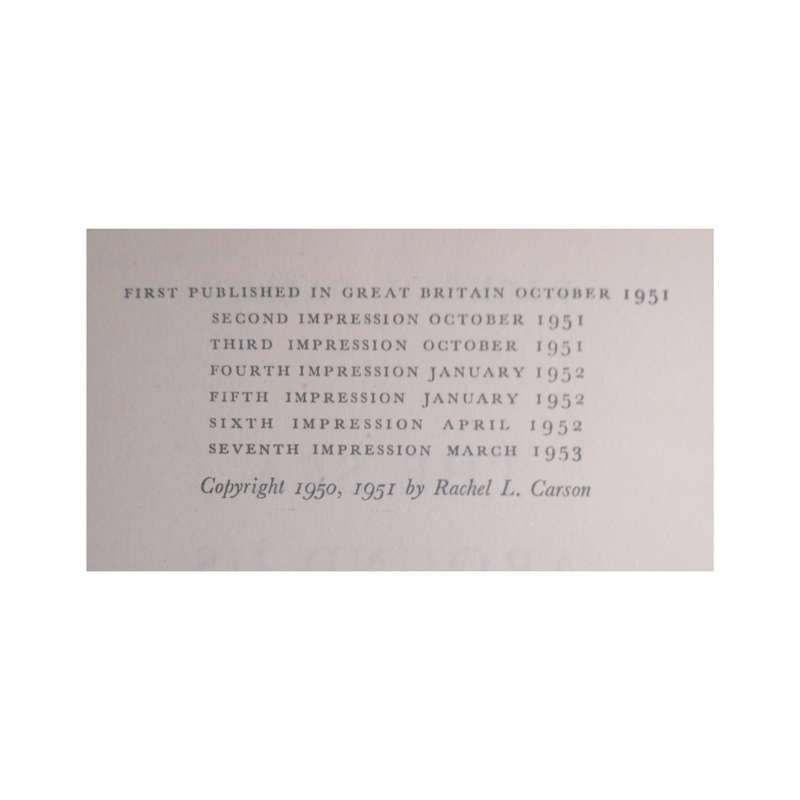 FIRST PUBLISHED IN GREAT BRITAIN OCTOBER 1951
SECOND IMPRESSION OCTOBER 1951
THIRD IMPRESSION OCTOBER 1951
FOURTH IMPRESSION JANUARY 1952
FIFTH IMPRESSION JANUARY 1952
SIXTH IMPRESSION APRIL 1952
SEVENTH IMPRESSION MARCH 1953
Copyright 1950, 1951 by Rachel L. Carson